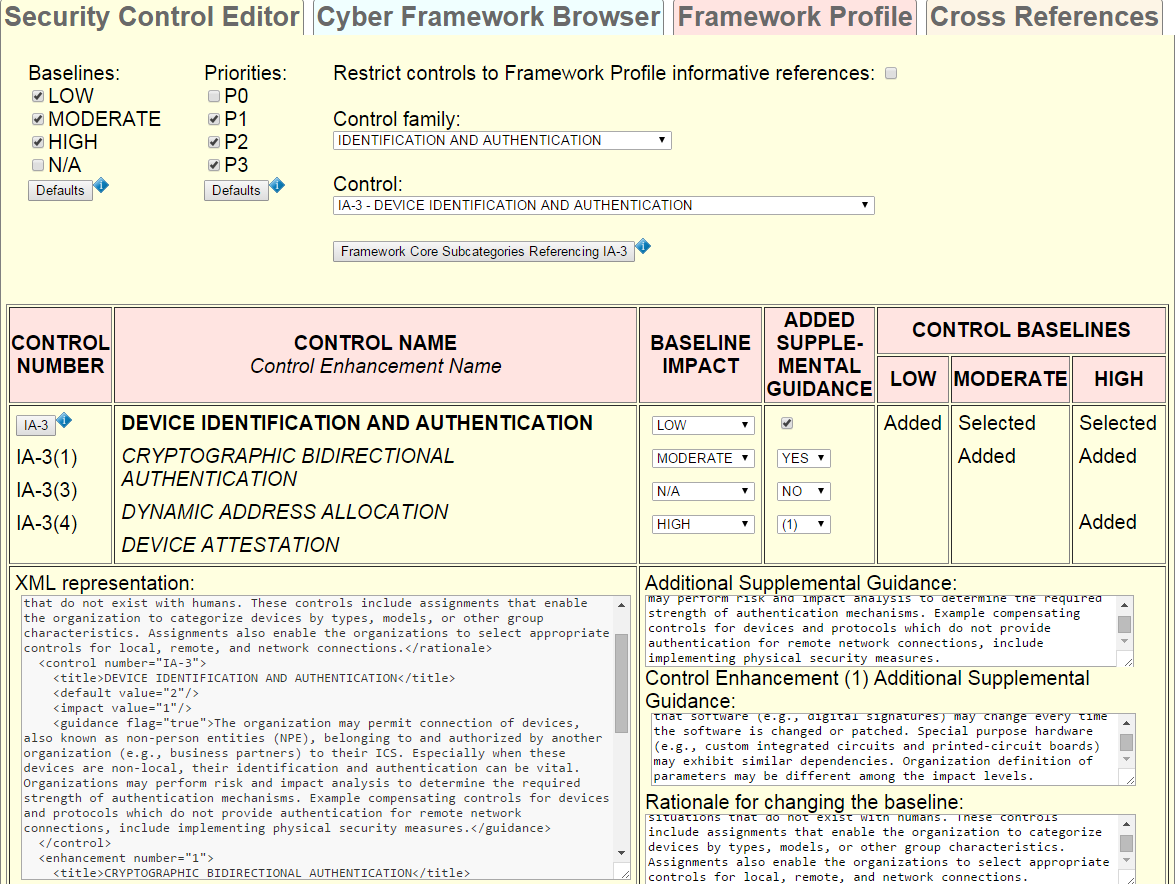 Security Control Editor
Cyber Framework Browser
Framework Profile
Cross References
Baselines:
LOW
MODERATE
HIGH
N/A
Defaults
Priorities:
P0
P1
P2
P3
Defaults
Restrict controls to Framework Profile informative references:
Control family:
IDENTIFICATION AND AUTHENTICATION
Control:
IA-3 - DEVICE IDENTIFICATION AND AUTHENTICATION
Framework Core Subcategories Referencing IA-3
CONTROL
NUMBER
CONTROL NAME
Control Enhancement Name
BASELINE
IMPACT
ADDED
SUPPLE-
MENTAL
GUIDANCE
CONTROL BASELINES
LOW
MODERATE
HIGH
IA-3
IA-3(1)
IA-3(3)
IA-3(4)
DEVICE IDENTIFICATION AND AUTHENTICATION
CRYPTOGRAPHIC BIDIRECTIONAL
AUTHENTICATION
DYNAMIC ADDRESS ALLOCATION
DEVICE ATTESTATION
LOW
MODERATE
N/A
HIGH
YES
NO
(1)
Added
Selected
Added
Selected
Added
Added
XML representation:
that do not exist with humans. These controls include assignments that enable
the organization to categorize devices by types, models, or other group
characteristics. Assignments also enable the organizations to select appropriate
controls for local, remote, and network connections.</rationale>
<control number="IA-3">
<title>DEVICE IDENTIFICATION AND AUTHENTICATION</title>
<default value="2"/>
<impact value="1"/>
<guidance flag="true">The organization may permit connection of devices,
also known as non-person entities (NPE), belonging to and authorized by another
organization (e.g., business partners) to their ICS. Especially when these
devices are non-local, their identification and authentication can be vital.
Organizations may perform risk and impact analysis to determine the required
strength of authentication mechanisms. Example compensating controls for devices
and protocols which do not provide authentication for remote network
connections, include implementing physical security measures.</guidance>
</control>
<enhancement number="1">
<title>CRYPTOGRAPHIC BIDIRECTIONAL AUTHENTICATION</title>
Additional Supplemental Guidance:
may perform risk and impact analysis to determine the required
strength of authentication mechanisms. Example compensating
controls for devices and protocols which do not provide
authentication for remote network connections, include
implementing physical security measures.
Control Enhancement (1) Additional Supplemental
Guidance:
that software (e.g., digital signatures) may change every time
the software is changed or patched. Special purpose hardware
(e.g., custom integrated circuits and printed-circuit boards)
may exhibit similar dependencies. Organization definition of
parameters may be different among the impact levels.
Rationale for changing the baseline:
situations that do not exist with humans. These controls
include assignments that enable the organization to categorize
devices by types, models, or other group characteristics.
Assignments also enable the organizations to select appropriate
controls for local, remote, and network connections.